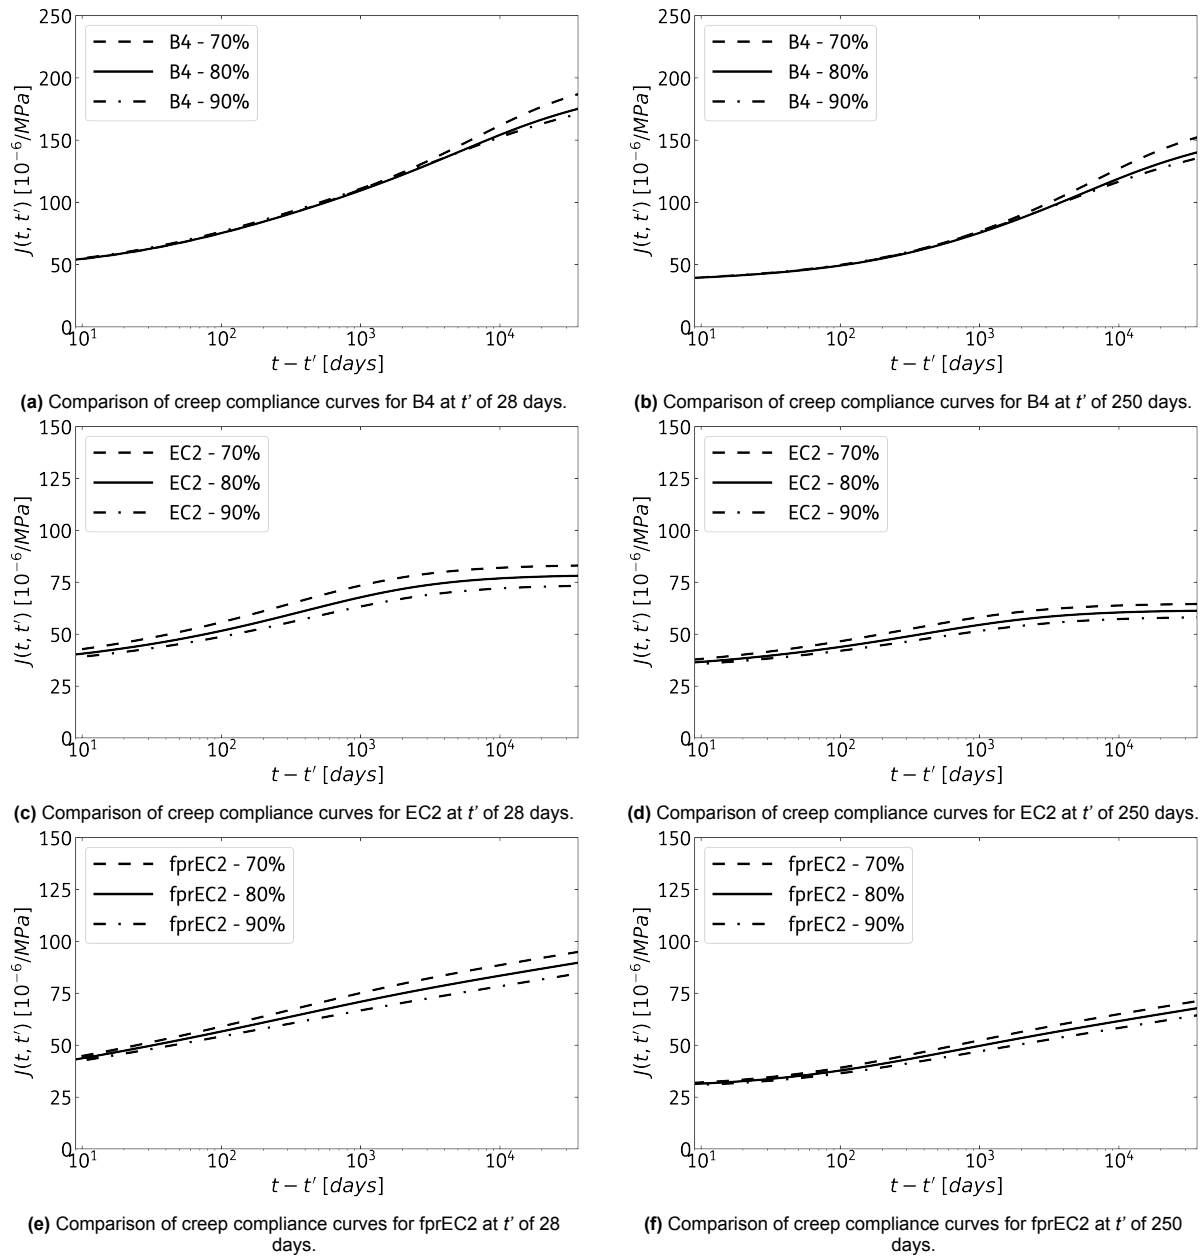 250
200
150
100
50
0
B4 - 70%
B4 - 80%
B4 - 90%
J(t, t′) [10⁻⁶/MPa]
10¹ 10² 10³ 10⁴
t − t′ [days]
(a) Comparison of creep compliance curves for B4 at t’ of 28 days.
250
200
150
100
50
0
B4 - 70%
B4 - 80%
B4 - 90%
J(t, t′) [10⁻⁶/MPa]
10¹ 10² 10³ 10⁴
t − t′ [days]
(b) Comparison of creep compliance curves for B4 at t’ of 250 days.
150
125
100
75
50
25
0
EC2 - 70%
EC2 - 80%
EC2 - 90%
J(t, t′) [10⁻⁶/MPa]
10¹ 10² 10³ 10⁴
t − t′ [days]
(c) Comparison of creep compliance curves for EC2 at t’ of 28 days.
150
125
100
75
50
25
0
EC2 - 70%
EC2 - 80%
EC2 - 90%
J(t, t′) [10⁻⁶/MPa]
10¹ 10² 10³ 10⁴
t − t′ [days]
(d) Comparison of creep compliance curves for EC2 at t’ of 250 days.
150
125
100
75
50
25
0
fprEC2 - 70%
fprEC2 - 80%
fprEC2 - 90%
J(t, t′) [10⁻⁶/MPa]
10¹ 10² 10³ 10⁴
t − t′ [days]
(e) Comparison of creep compliance curves for fprEC2 at t’ of 28
days.
150
125
100
75
50
25
0
fprEC2 - 70%
fprEC2 - 80%
fprEC2 - 90%
J(t, t′) [10⁻⁶/MPa]
10¹ 10² 10³ 10⁴
t − t′ [days]
(f) Comparison of creep compliance curves for fprEC2 at t’ of 250
days.